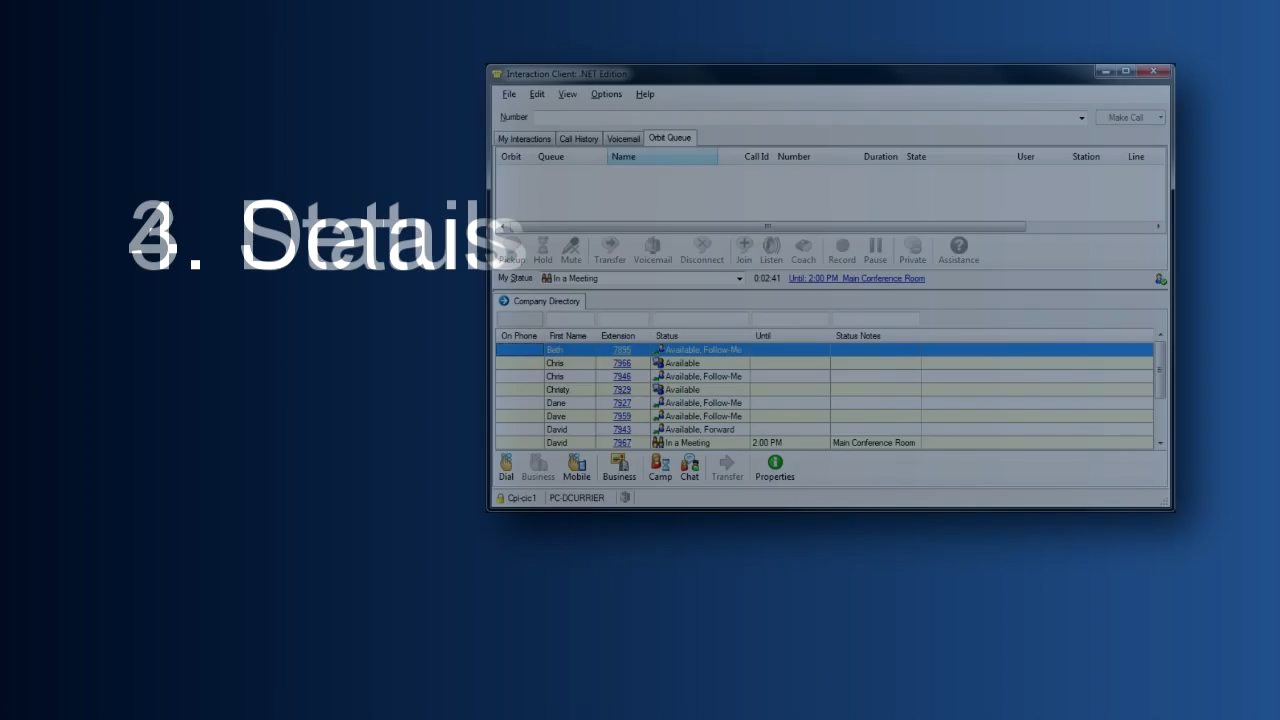 Interaction Client: .NET Edition
File Edit View Options Help
Number Make Call
My Interactions Call History Voicemail Orbit Queue
Orbit Queue Name Call Id Number Duration State User Station Line
Pickup Hold Mute Transfer Voicemail Disconnect Join Listen Coach Record Pause Private Assistance
My Status In a Meeting 0:02:41 Until: 2:00 PM Main Conference Room
Company Directory
On Phone First Name Extension Status Until Status Notes
Beth 7895 Available, Follow-Me
Chris 7966 Available
Chris 7946 Available, Follow-Me
Christy 7929 Available
Dane 7927 Available, Follow-Me
Dave 7959 Available, Follow-Me
David 7943 Available, Forward
David 7967 In a Meeting 2:00 PM Main Conference Room
Dial Business Mobile Business Camp Chat Transfer Properties
Cpi-cic1 PC-DCURRIER